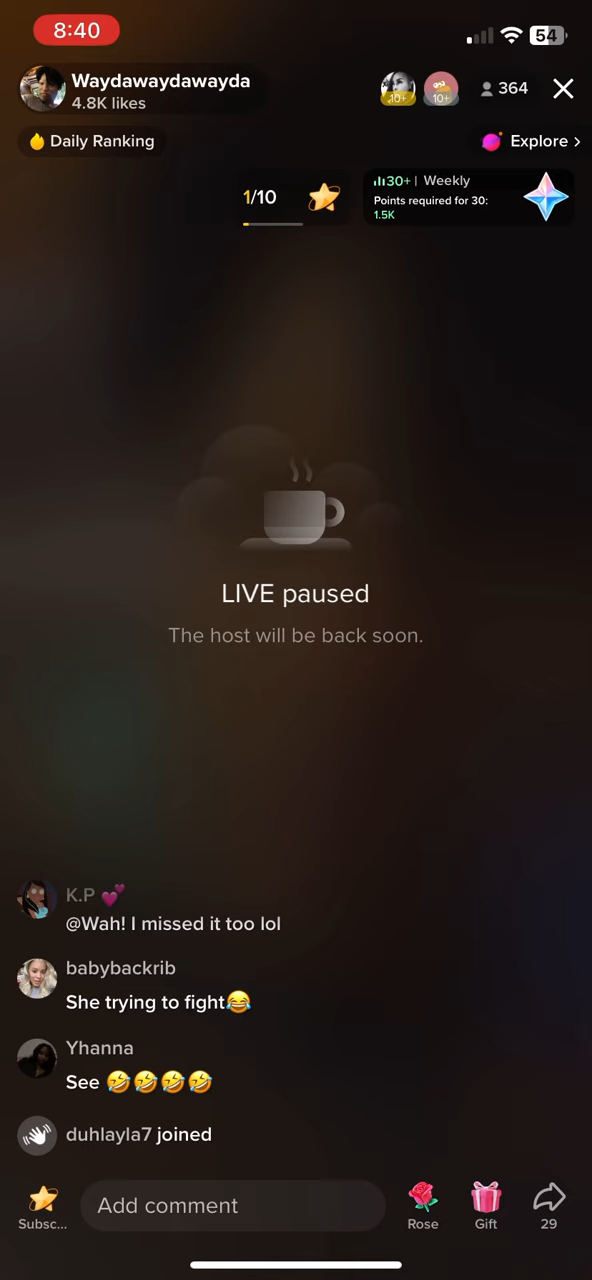 8:40
54
Waydawaydawayda
4.8K likes
10+
10+
364
Daily Ranking
Explore >
1/10
30+ | Weekly
Points required for 30:
1.5K
LIVE paused
The host will be back soon.
K.P 💕
@Wah! I missed it too lol
babybackrib
She trying to fight😂
Yhanna
See 🤣🤣🤣🤣
duhlayla7 joined
Add comment
Subsc...
Rose
Gift
29